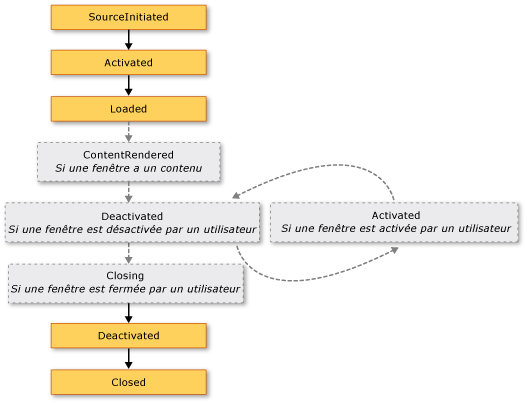 SourceInitiated
Activated
Loaded
ContentRendered
Si une fenêtre a un contenu
Deactivated
Si une fenêtre est désactivée par un utilisateur
Activated
Si une fenêtre est activée par un utilisateur
Closing
Si une fenêtre est fermée par un utilisateur
Deactivated
Closed